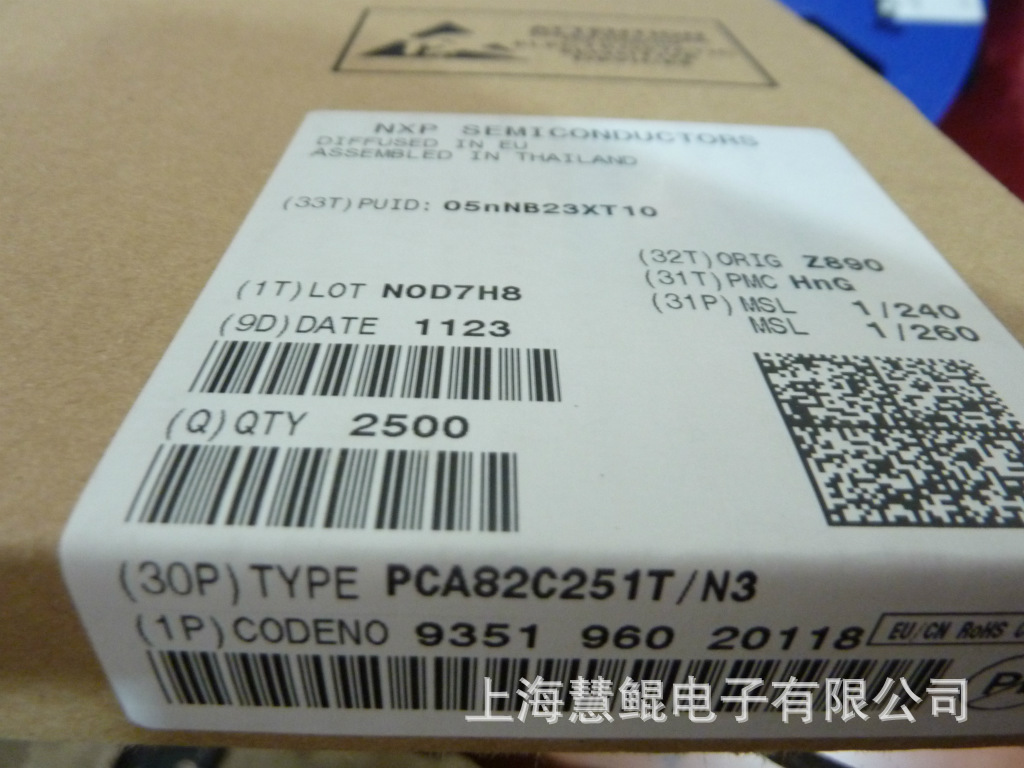 ATTENTION
NXP SEMICONDUCTORS
DIFFUSED IN EU
ASSEMBLED IN THAILAND
(33T)PUID: 05nNB23XT10
(32T)ORIG Z890
(31T)PMC HnG
(31P)MSL 1/240
MSL 1/260
(1T)LOT NOD7H8
(9D)DATE 1123
(Q)QTY 2500
(30P)TYPE PCA82C251T/N3
(1P)CODENO 9351 960 20118
EU/CN RoHS
上海慧鲲电子有限公司